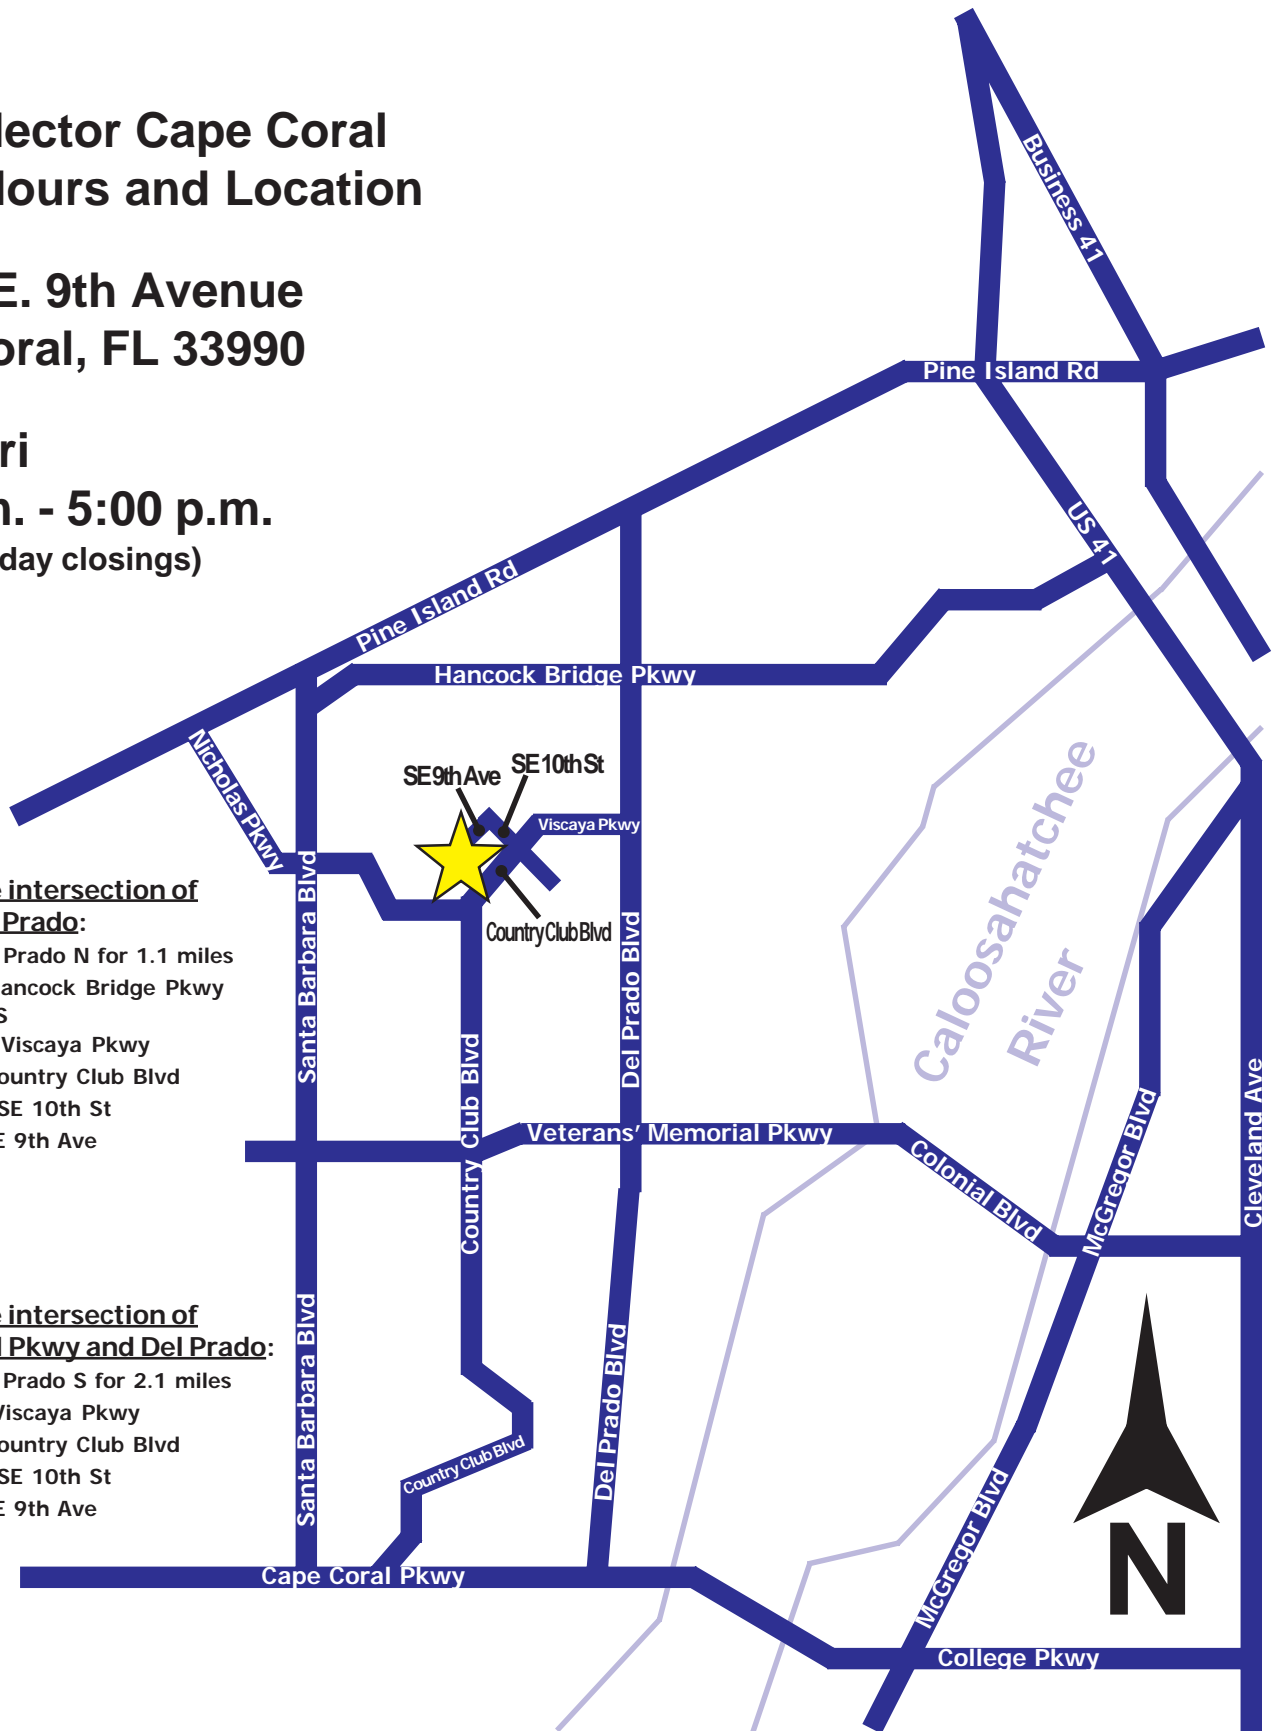 lector Cape Coral
Hours and Location
E. 9th Avenue
oral, FL 33990
ri
n. - 5:00 p.m.
day closings)
Business 41
Pine Island Rd
US 41
Pine Island Rd
Hancock Bridge Pkwy
Nicholas Pkwy
SE 9th Ave
SE 10th St
Viscaya Pkwy
Country Club Blvd
Santa Barbara Blvd
Del Prado Blvd
Caloosahatchee
River
e intersection of
Prado:
Prado N for 1.1 miles
ancock Bridge Pkwy
S
Viscaya Pkwy
ountry Club Blvd
SE 10th St
E 9th Ave
Country Club Blvd
Veterans' Memorial Pkwy
Colonial Blvd
McGregor Blvd
Cleveland Ave
e intersection of
l Pkwy and Del Prado:
Prado S for 2.1 miles
Viscaya Pkwy
ountry Club Blvd
SE 10th St
E 9th Ave
Santa Barbara Blvd
Del Prado Blvd
Country Club Blvd
McGregor Blvd
N
Cape Coral Pkwy
College Pkwy